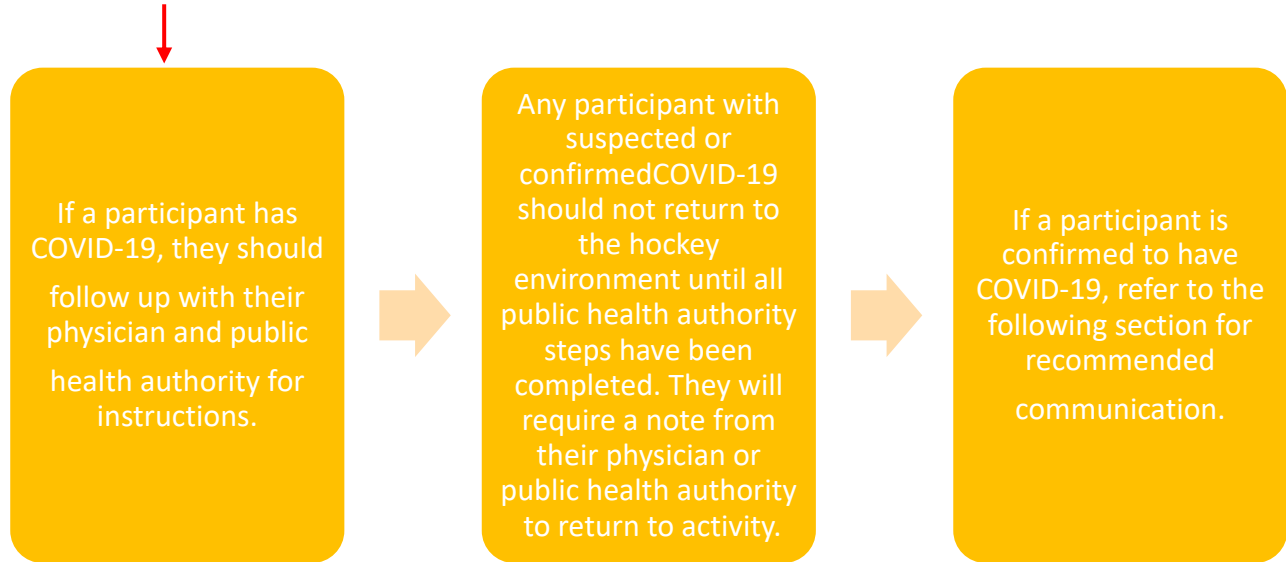 If a participant has
COVID-19, they should
follow up with their
physician and public
health authority for
instructions.
Any participant with
suspected or
confirmedCOVID-19
should not return to
the hockey
environment until all
public health authority
steps have been
completed. They will
require a note from
their physician or
public health authority
to return to activity.
If a participant is
confirmed to have
COVID-19, refer to the
following section for
recommended
communication.